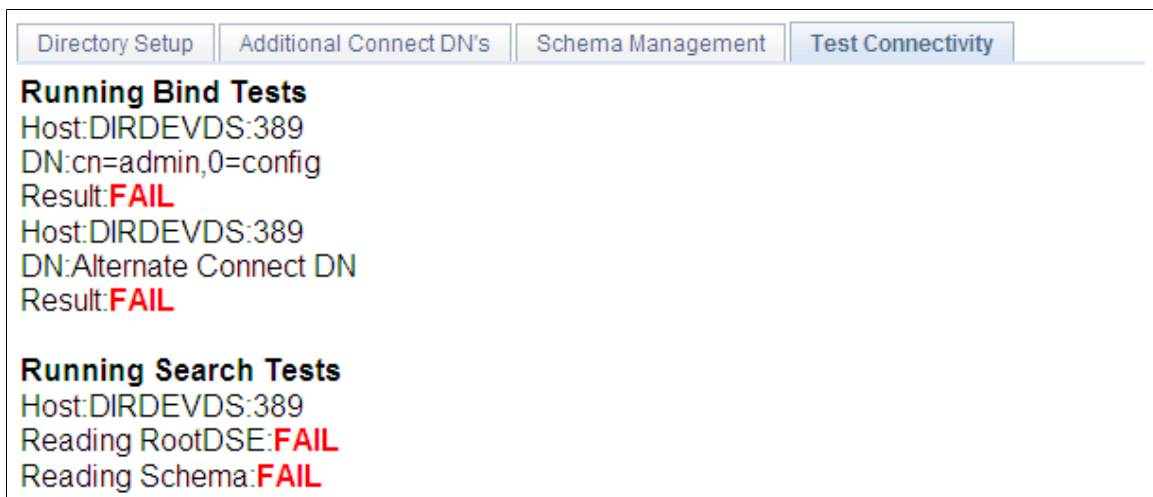 Directory Setup Additional Connect DN's Schema Management Test Connectivity
Running Bind Tests
Host:DIRDEVDS:389
DN:cn=admin,0=config
Result:FAIL
Host:DIRDEVDS:389
DN:Alternate Connect DN
Result:FAIL
Running Search Tests
Host:DIRDEVDS:389
Reading RootDSE:FAIL
Reading Schema:FAIL